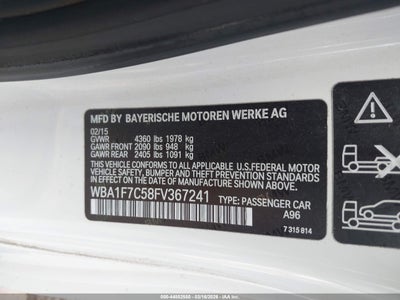 MFD BY BAYERISCHE MOTOREN WERKE AG
02/15
GVWR 4360 lbs 1978 kg
GAWR FRONT 2090 lbs 948 kg
GAWR REAR 2405 lbs 1091 kg
THIS VEHICLE CONFORMS TO ALL APPLICABLE U.S.FEDERAL MOTOR
VEHICLE SAFETY, BUMPER, AND THEFT PREVENTION STANDARDS
IN EFFECT ON THE DATE OF MANUFACTURE SHOWN ABOVE.
WBA1F7C58FV367241 TYPE: PASSENGER CAR
A96
7 315 814